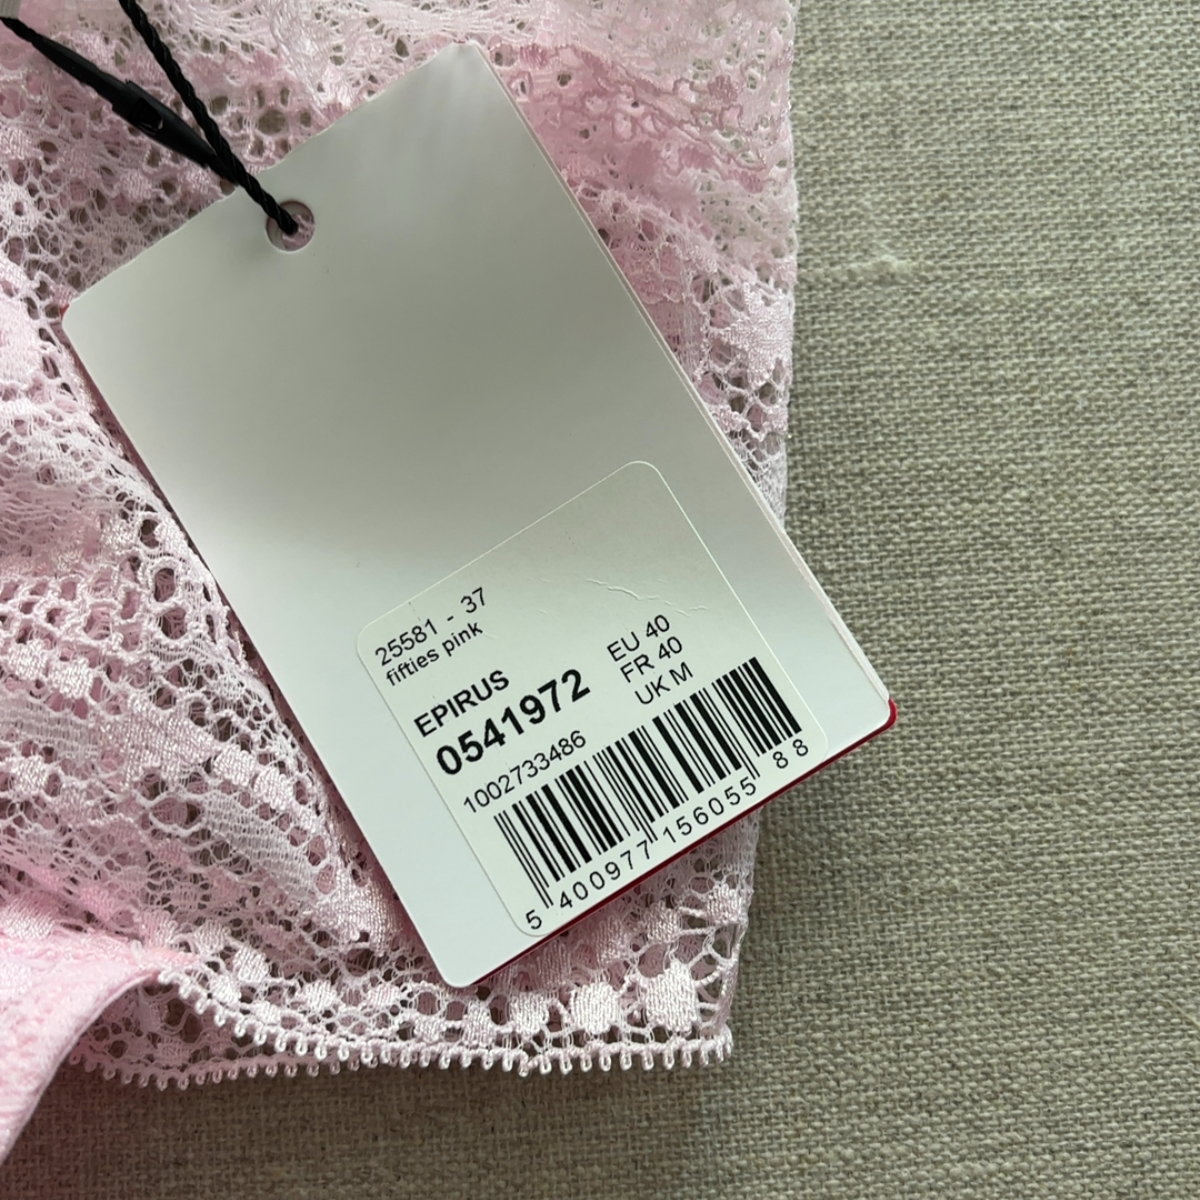 25581 - 37
fifties pink
EPIRUS
0541972
1002733486
EU 40
FR 40
UK M
5 400977 156055 88